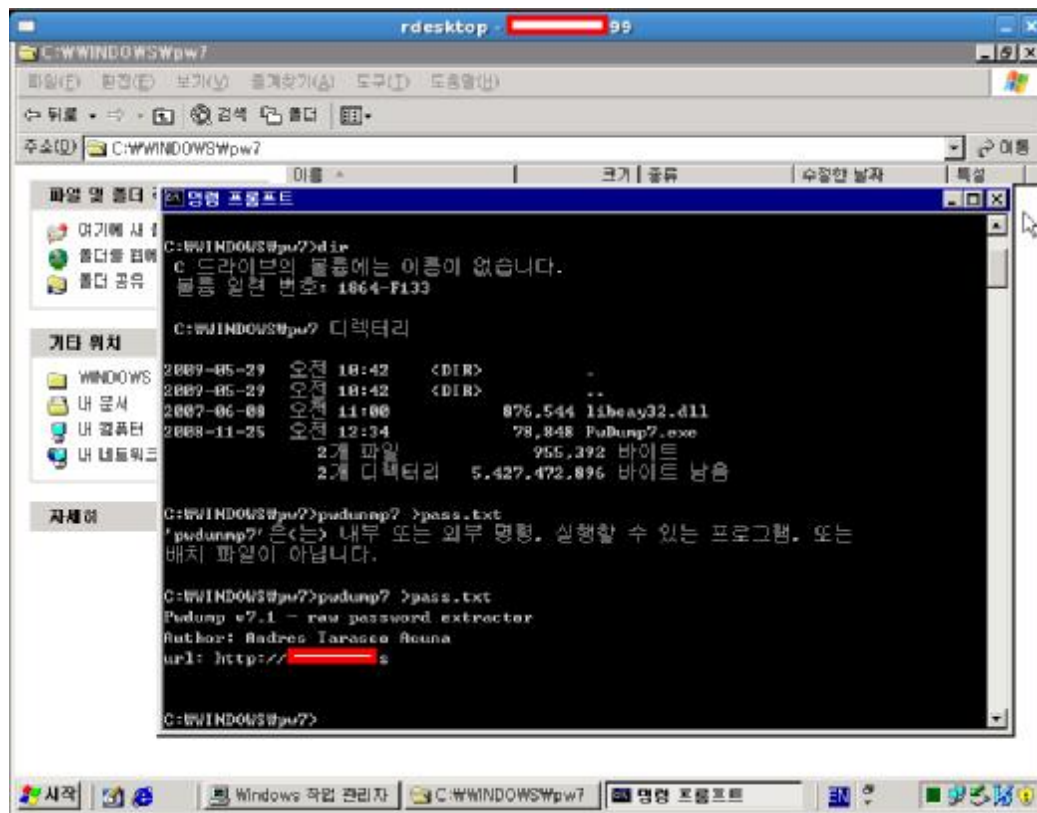 rdesktop - 99
C:₩WINDOWS₩pw7
파일(F) 편집(E) 보기(V) 즐겨찾기(A) 도구(T) 도움말(H)
뒤로 검색 폴더
주소(D) C:₩WINDOWS₩pw7 이동
이름 크기 종류 수정한 날짜 특성
파일 및 폴더
여기에 새
폴더를 웹에
폴더 공유
기타 위치
WINDOWS
내 문서
내 컴퓨터
내 네트워크
자세히
명령 프롬프트
C:₩WINDOWS₩pw7>dir
C 드라이브의 볼륨에는 이름이 없습니다.
볼륨 일련 번호: 1864-F133
C:₩WINDOWS₩pw7 디렉터리
2009-05-29 오전 10:42 <DIR> .
2009-05-29 오전 10:42 <DIR> ..
2007-06-08 오전 11:00 876,544 libeay32.dll
2008-11-25 오전 12:34 78,848 PwDump7.exe
2개 파일 955,392 바이트
2개 디렉터리 5,427,472,896 바이트 남음
C:₩WINDOWS₩pw7>pwdunmp7 >pass.txt
'pwdunmp7'은(는) 내부 또는 외부 명령, 실행할 수 있는 프로그램, 또는
배치 파일이 아닙니다.
C:₩WINDOWS₩pw7>pwdump7 >pass.txt
Pwdump v7.1 - raw password extractor
Author: Andres Tarasco Acuna
url: http:// s
C:₩WINDOWS₩pw7>
시작 Windows 작업 관리자 C:₩WINDOWS₩pw7 명령 프롬프트 EN